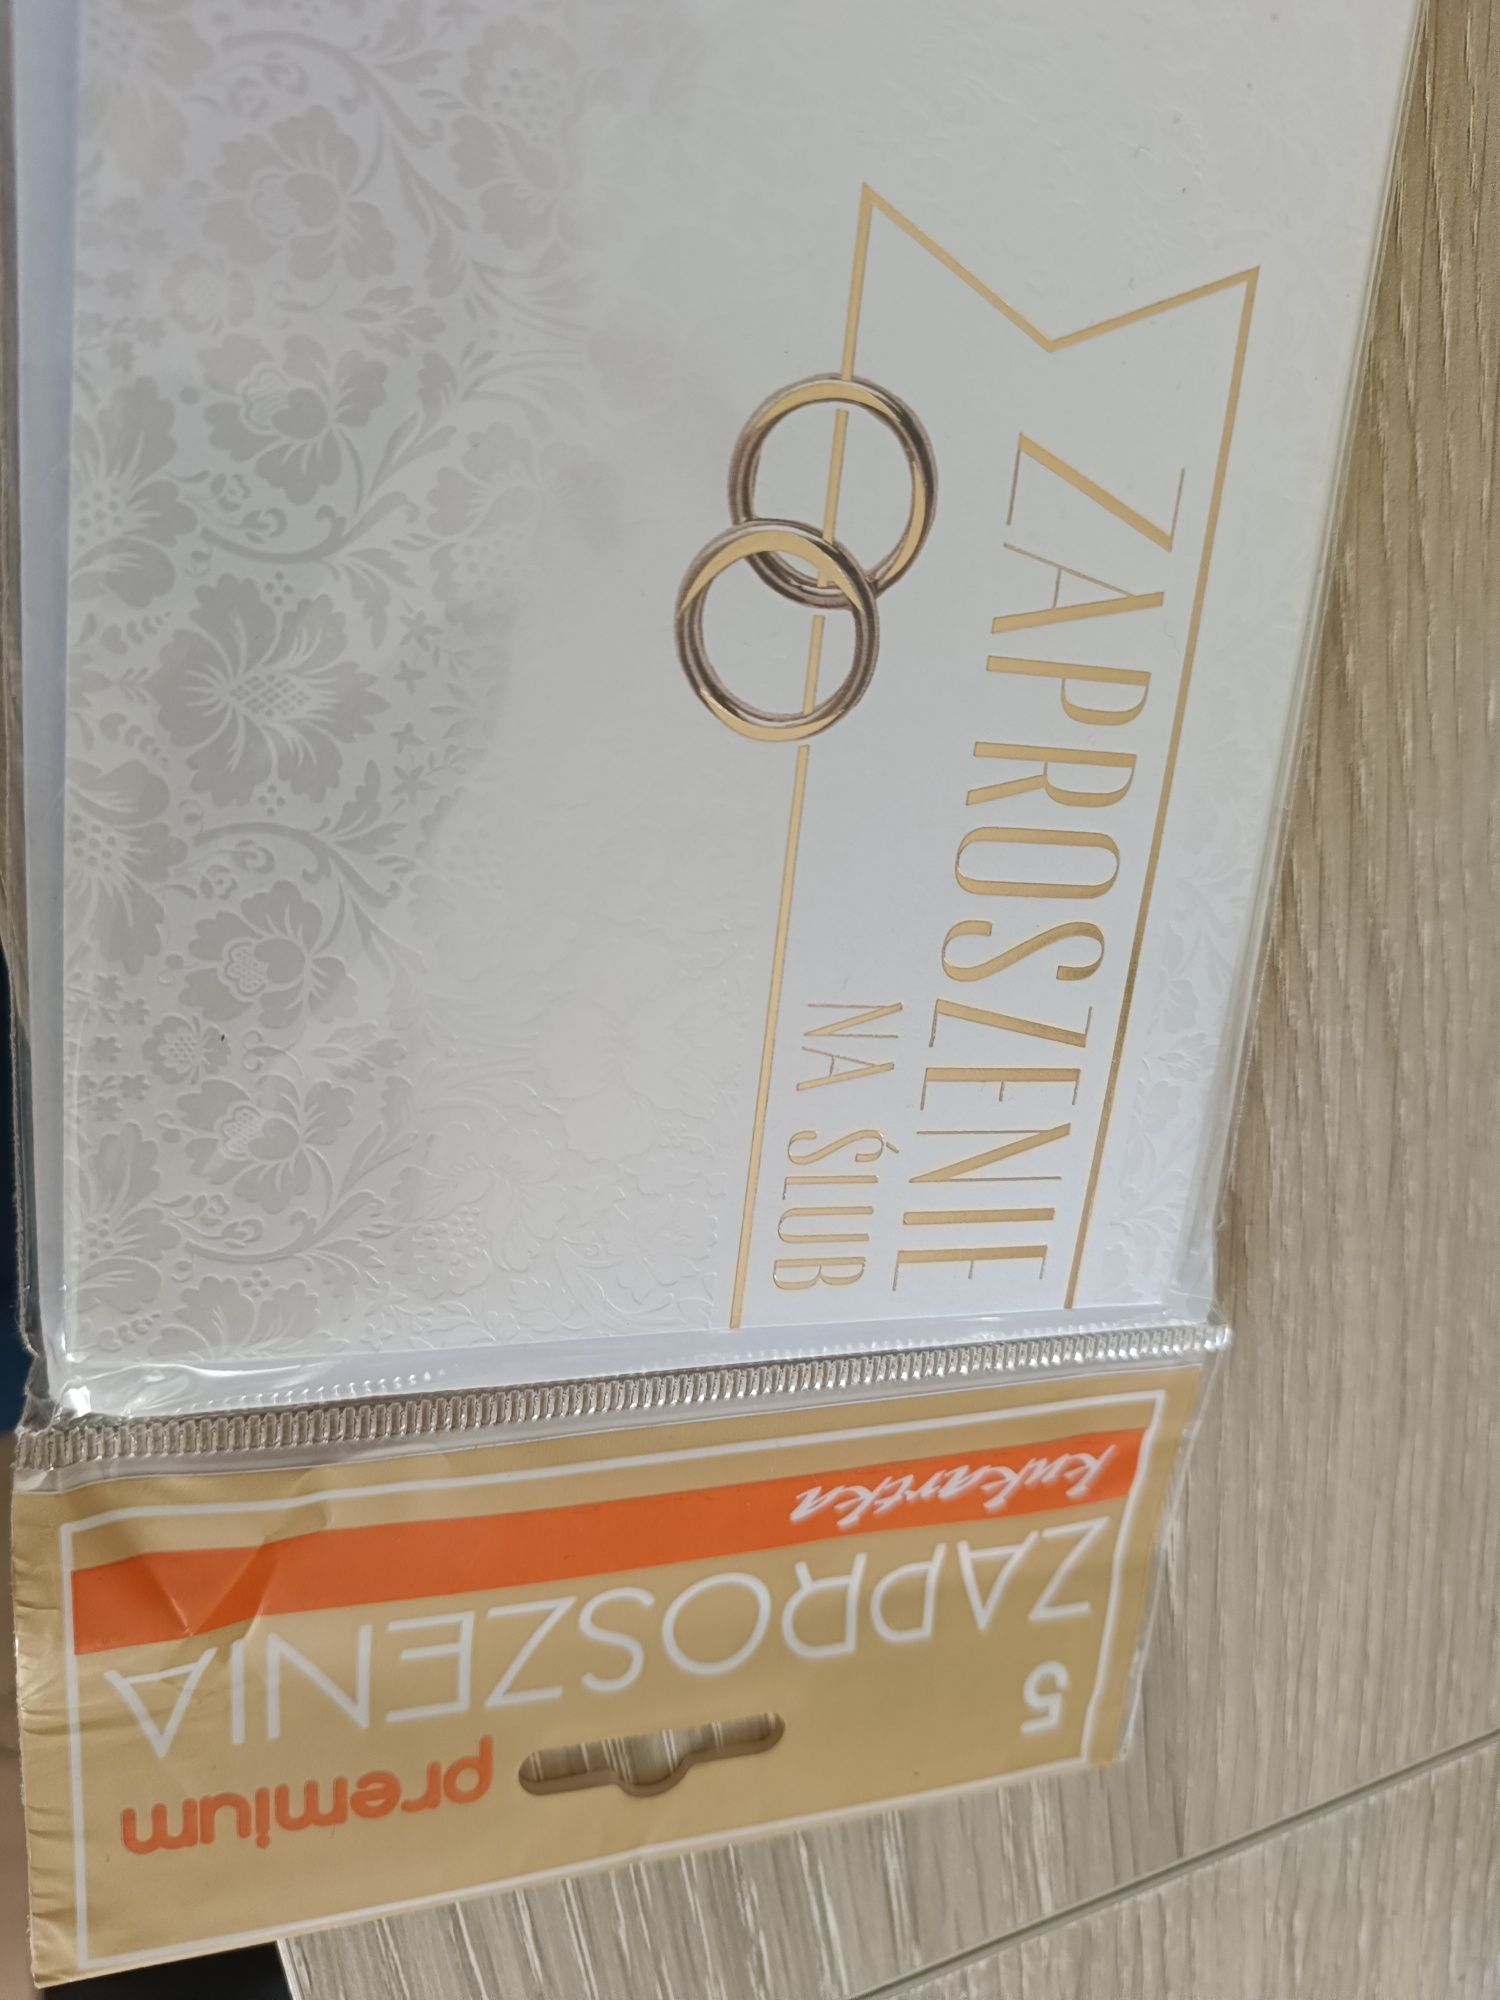 ZAPROSZENIE
NA ŚLUB
kukartka
ZAPROSZENIA
5
premium